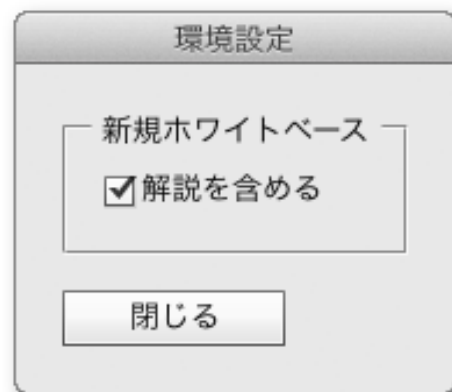 環境設定
新規ホワイトベース
解説を含める
閉じる